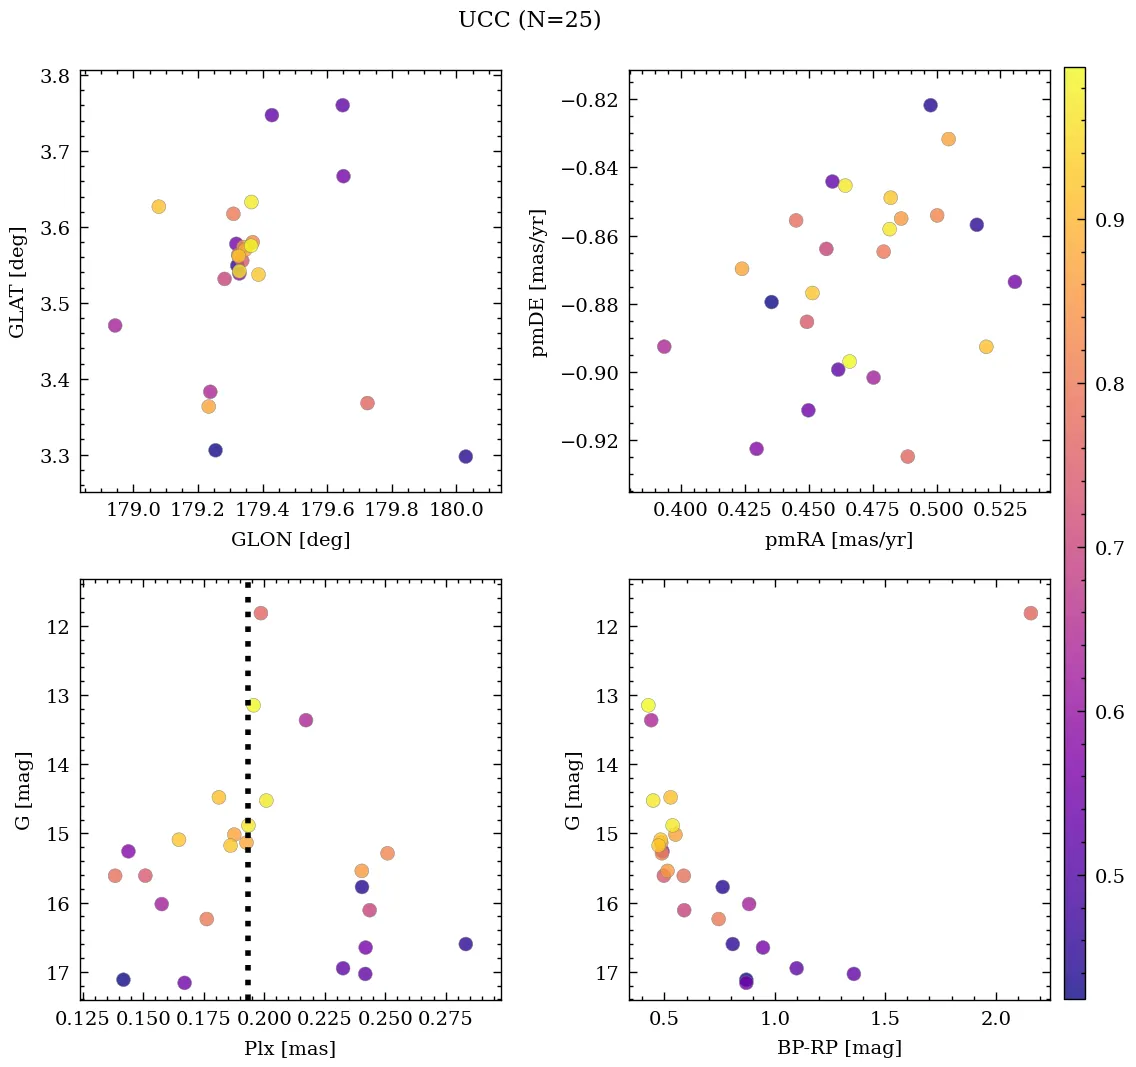 UCC (N=25)
3.8
3.7
3.6
3.5
3.4
3.3
GLAT [deg]
179.0 179.2 179.4 179.6 179.8 180.0
GLON [deg]
−0.82
−0.84
−0.86
−0.88
−0.90
−0.92
pmDE [mas/yr]
0.400 0.425 0.450 0.475 0.500 0.525
pmRA [mas/yr]
0.9
0.8
0.7
0.6
0.5
12
13
14
15
16
17
G [mag]
0.125 0.150 0.175 0.200 0.225 0.250 0.275
Plx [mas]
12
13
14
15
16
17
G [mag]
0.5 1.0 1.5 2.0
BP-RP [mag]